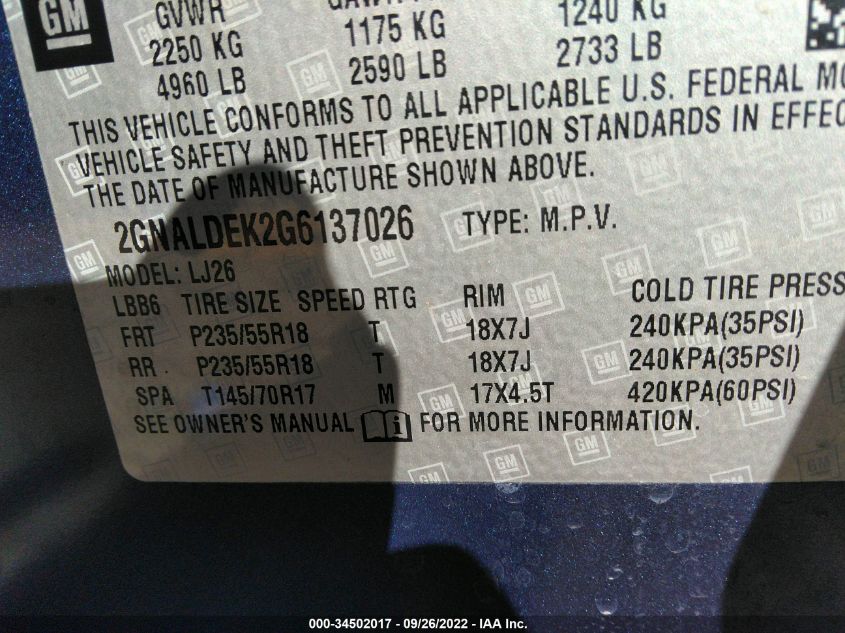 GM
GVWR
2250 KG 1175 KG 1240 KG
4960 LB 2590 LB 2733 LB
THIS VEHICLE CONFORMS TO ALL APPLICABLE U.S. FEDERAL MO
VEHICLE SAFETY AND THEFT PREVENTION STANDARDS IN EFFEC
THE DATE OF MANUFACTURE SHOWN ABOVE.
2GNALDEK2G6137026 TYPE: M.P.V.
MODEL: LJ26
LBB6 TIRE SIZE SPEED RTG RIM COLD TIRE PRESS
FRT P235/55R18 T 18X7J 240KPA(35PSI)
RR P235/55R18 T 18X7J 240KPA(35PSI)
SPA T145/70R17 M 17X4.5T 420KPA(60PSI)
SEE OWNER'S MANUAL i FOR MORE INFORMATION.
000-34502017 - 09/26/2022 - IAA Inc.